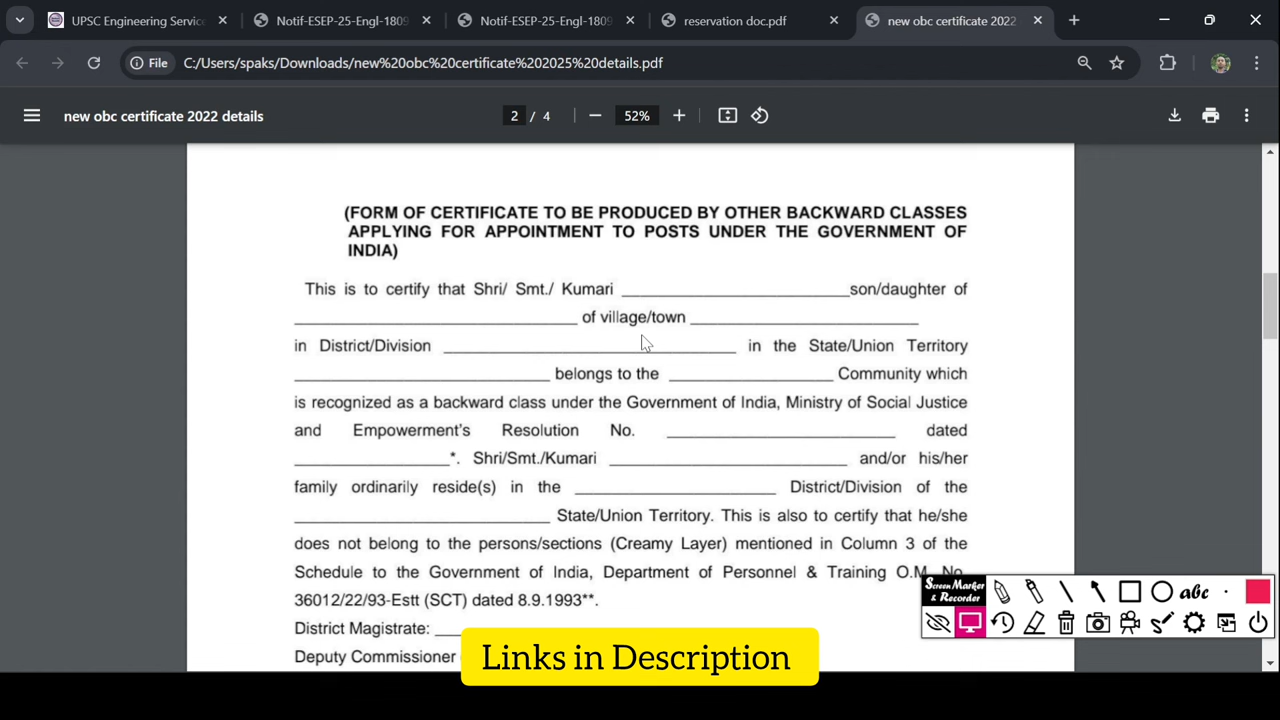 UPSC Engineering Service
Notif-ESEP-25-Engl-1809
Notif-ESEP-25-Engl-1809
reservation doc.pdf
new obc certificate 2022
File
C:/Users/spaks/Downloads/new%20obc%20certificate%202025%20details.pdf
new obc certificate 2022 details
2 / 4
52%
(FORM OF CERTIFICATE TO BE PRODUCED BY OTHER BACKWARD CLASSES
APPLYING FOR APPOINTMENT TO POSTS UNDER THE GOVERNMENT OF
INDIA)
This is to certify that Shri/ Smt./ Kumari ________________________son/daughter of
______________________________ of village/town ________________________
in District/Division ______________________________ in the State/Union Territory
___________________________ belongs to the _________________ Community which
is recognized as a backward class under the Government of India, Ministry of Social Justice
and Empowerment's Resolution No. ________________________ dated
________________*. Shri/Smt./Kumari _________________________ and/or his/her
family ordinarily reside(s) in the _____________________ District/Division of the
___________________________ State/Union Territory. This is also to certify that he/she
does not belong to the persons/sections (Creamy Layer) mentioned in Column 3 of the
Schedule to the Government of India, Department of Personnel & Training O.M. No.
36012/22/93-Estt (SCT) dated 8.9.1993**.
District Magistrate: ___
Deputy Commissioner
Screen Marker
& Recorder
abc
Links in Description